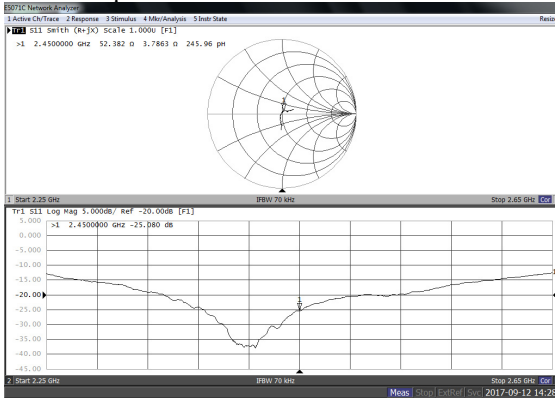 E5071C Network Analyzer
1 Active Ch/Trace 2 Response 3 Stimulus 4 Mkr/Analysis 5 Instr State
Resize
Tr1 S11 Smith (R+jX) Scale 1.000U [F1]
>1 2.4500000 GHz 52.382 Ω 3.7863 Ω 245.96 pH
1
1 Start 2.25 GHz IFBW 70 kHz Stop 2.65 GHz Cor
Tr1 S11 Log Mag 5.000dB/ Ref -20.00dB [F1]
5.000
>1 2.4500000 GHz -25.080 dB
0.000
-5.000
-10.00
-15.00
1
-20.00
1
-25.00
-30.00
-35.00
-40.00
-45.00
2 Start 2.25 GHz IFBW 70 kHz Stop 2.65 GHz Cor
Meas Stop ExtRef Svc 2017-09-12 14:28